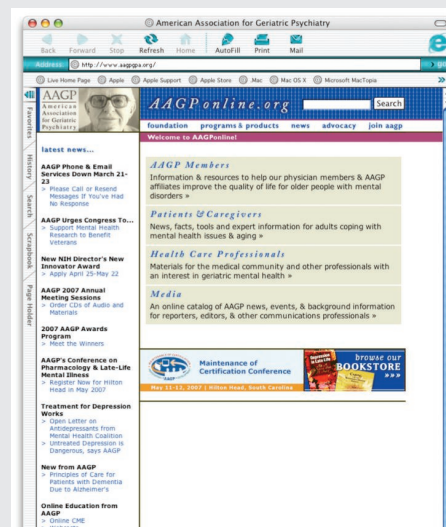 American Association for Geriatric Psychiatry
Back Forward Stop Refresh Home AutoFill Print Mail
Address http://www.aagpgpa.org/ go
Live Home Page Apple Apple Support Apple Store .Mac Mac OS X Microsoft MacTopia
Favorites
History
Search
Scrapbook
Page Holder
AAGP
American
Association
for Geriatric
Psychiatry
AAGPonline.org Search
foundation programs & products news advocacy join aagp
Welcome to AAGPonline!
latest news...
AAGP Phone & Email
Services Down March 21-
23
> Please Call or Resend
Messages If You've Had
No Response
AAGP Urges Congress To...
> Support Mental Health
Research to Benefit
Veterans
New NIH Director's New
Innovator Award
> Apply April 25-May 22
AAGP 2007 Annual
Meeting Sessions
> Order CDs of Audio and
Materials
2007 AAGP Awards
Program
> Meet the Winners
AAGP's Conference on
Pharmacology & Late-Life
Mental Illness
> Register Now for Hilton
Head in May 2007
Treatment for Depression
Works
> Open Letter on
Antidepressants from
Mental Health Coalition
> Untreated Depression is
Dangerous, says AAGP
New from AAGP
> Principles of Care for
Patients with Dementia
Due to Alzheimer's
Online Education from
AAGP
> Online CME
AAGP Members
Information & resources to help our physician members & AAGP
affiliates improve the quality of life for older people with mental
disorders »
Patients & Caregivers
News, facts, tools and expert information for adults coping with
mental health issues & aging »
Health Care Professionals
Materials for the medical community and other professionals with
an interest in geriatric mental health »
Media
An online catalog of AAGP news, events, & background information
for reporters, editors, & other communications professionals »
AAGP
Maintenance of
Certification Conference
May 11-13, 2007 | Hilton Head, South Carolina
Depression
in Late Life
browse our
BOOKSTORE
»»»